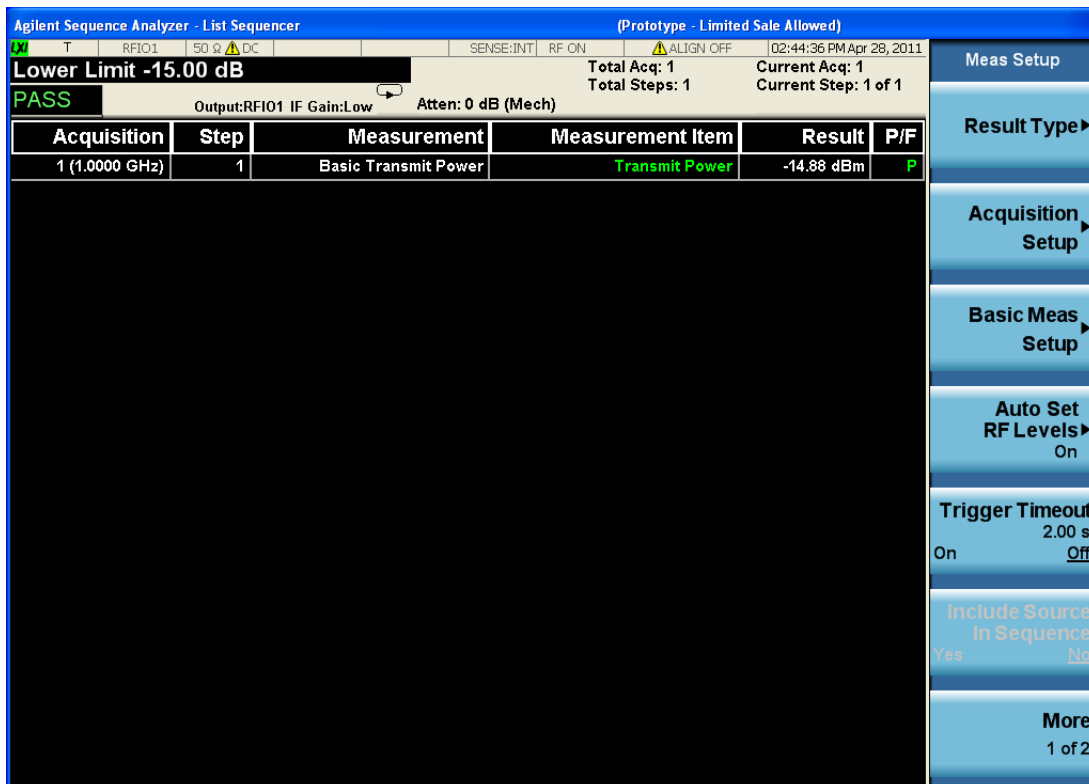 Agilent Sequence Analyzer - List Sequencer (Prototype - Limited Sale Allowed)
LXI T RFIO1 50 Ω DC SENSE:INT RF ON ALIGN OFF 02:44:36 PM Apr 28, 2011
Lower Limit -15.00 dB
Total Acq: 1 Current Acq: 1
Total Steps: 1 Current Step: 1 of 1
PASS
Output:RFIO1 IF Gain:Low Atten: 0 dB (Mech)
Acquisition Step Measurement Measurement Item Result P/F
1 (1.0000 GHz) 1 Basic Transmit Power Transmit Power -14.88 dBm P
Meas Setup
Result Type
Acquisition
Setup
Basic Meas
Setup
Auto Set
RF Levels
On
Trigger Timeout
2.00 s
On Off
Include Source
In Sequence
Yes No
More
1 of 2